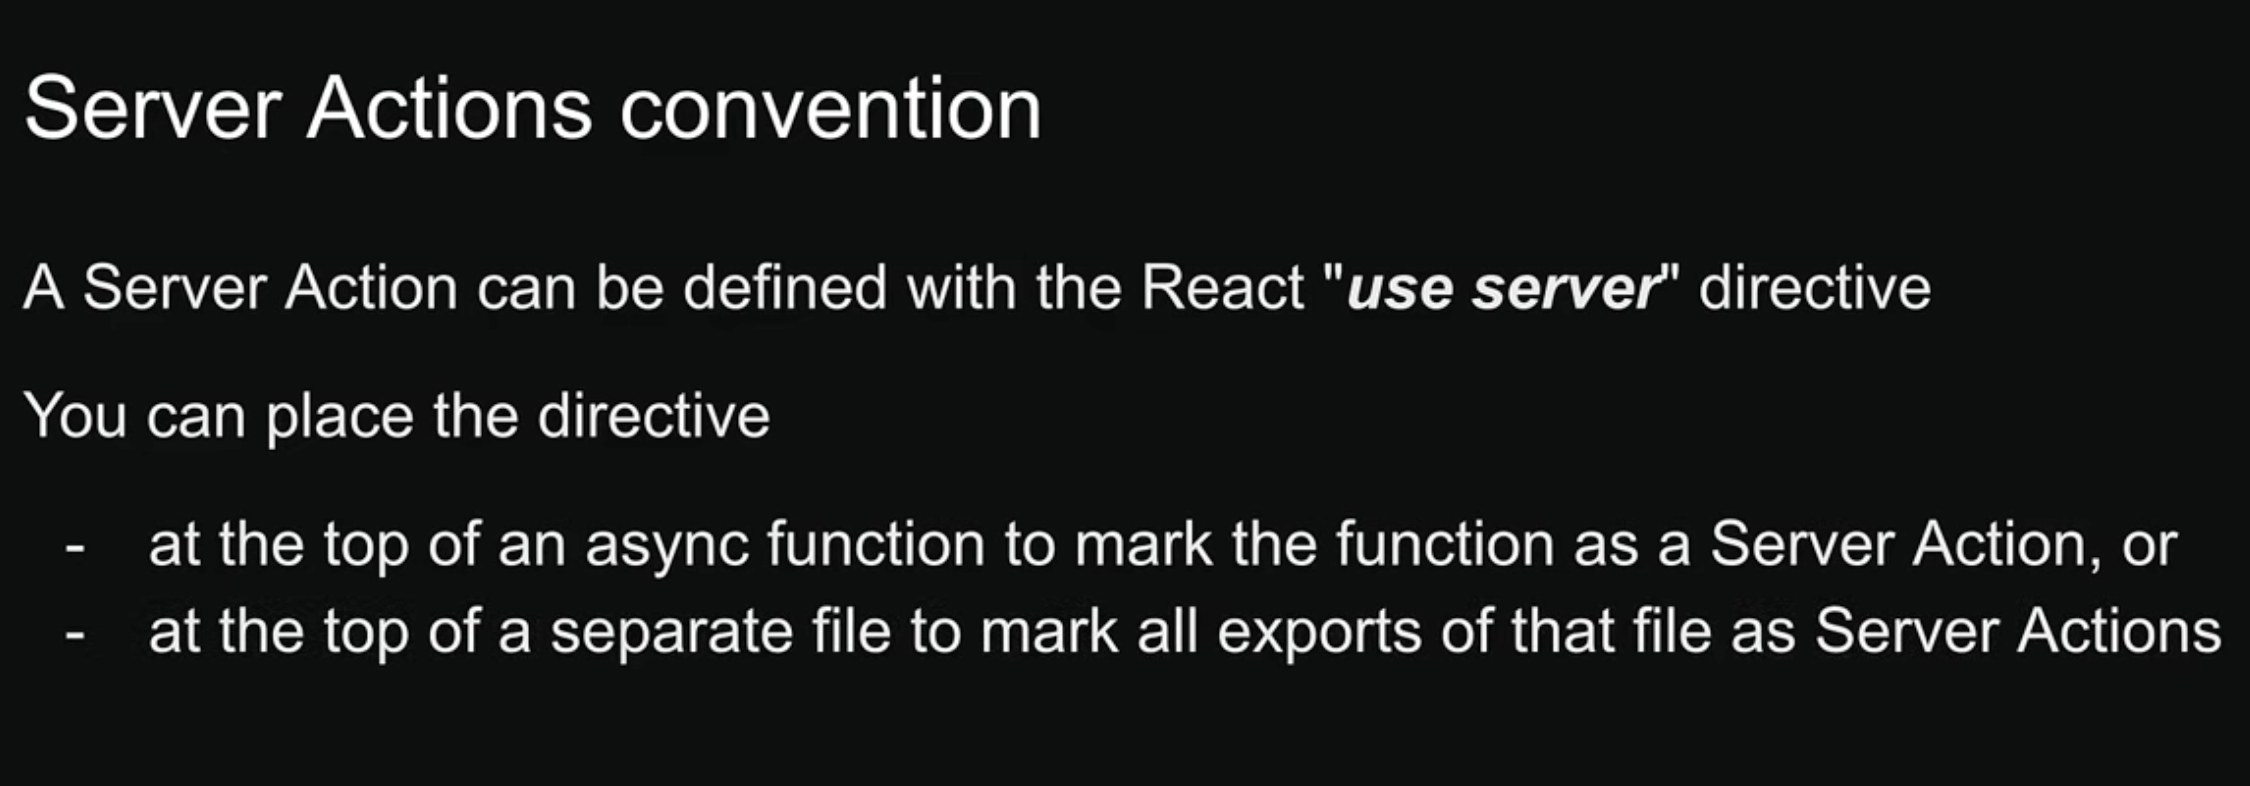 Server Actions convention
A Server Action can be defined with the React "use server" directive
You can place the directive
- at the top of an async function to mark the function as a Server Action, or
- at the top of a separate file to mark all exports of that file as Server Actions